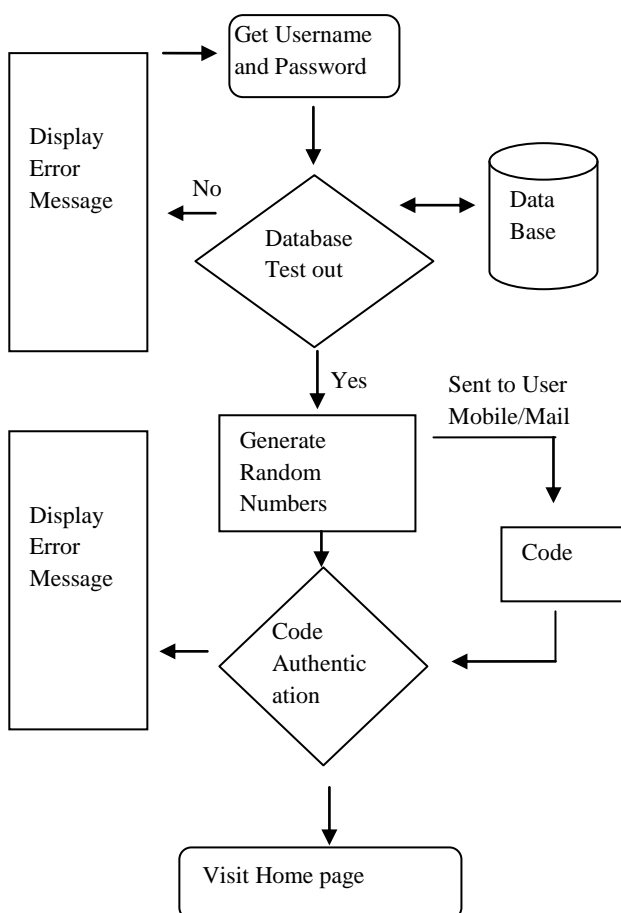 Get Username
and Password
Display
Error
Message
No
Database
Test out
Data
Base
Yes
Sent to User
Mobile/Mail
Generate
Random
Numbers
Display
Error
Message
Code
Code
Authentic
ation
Visit Home page